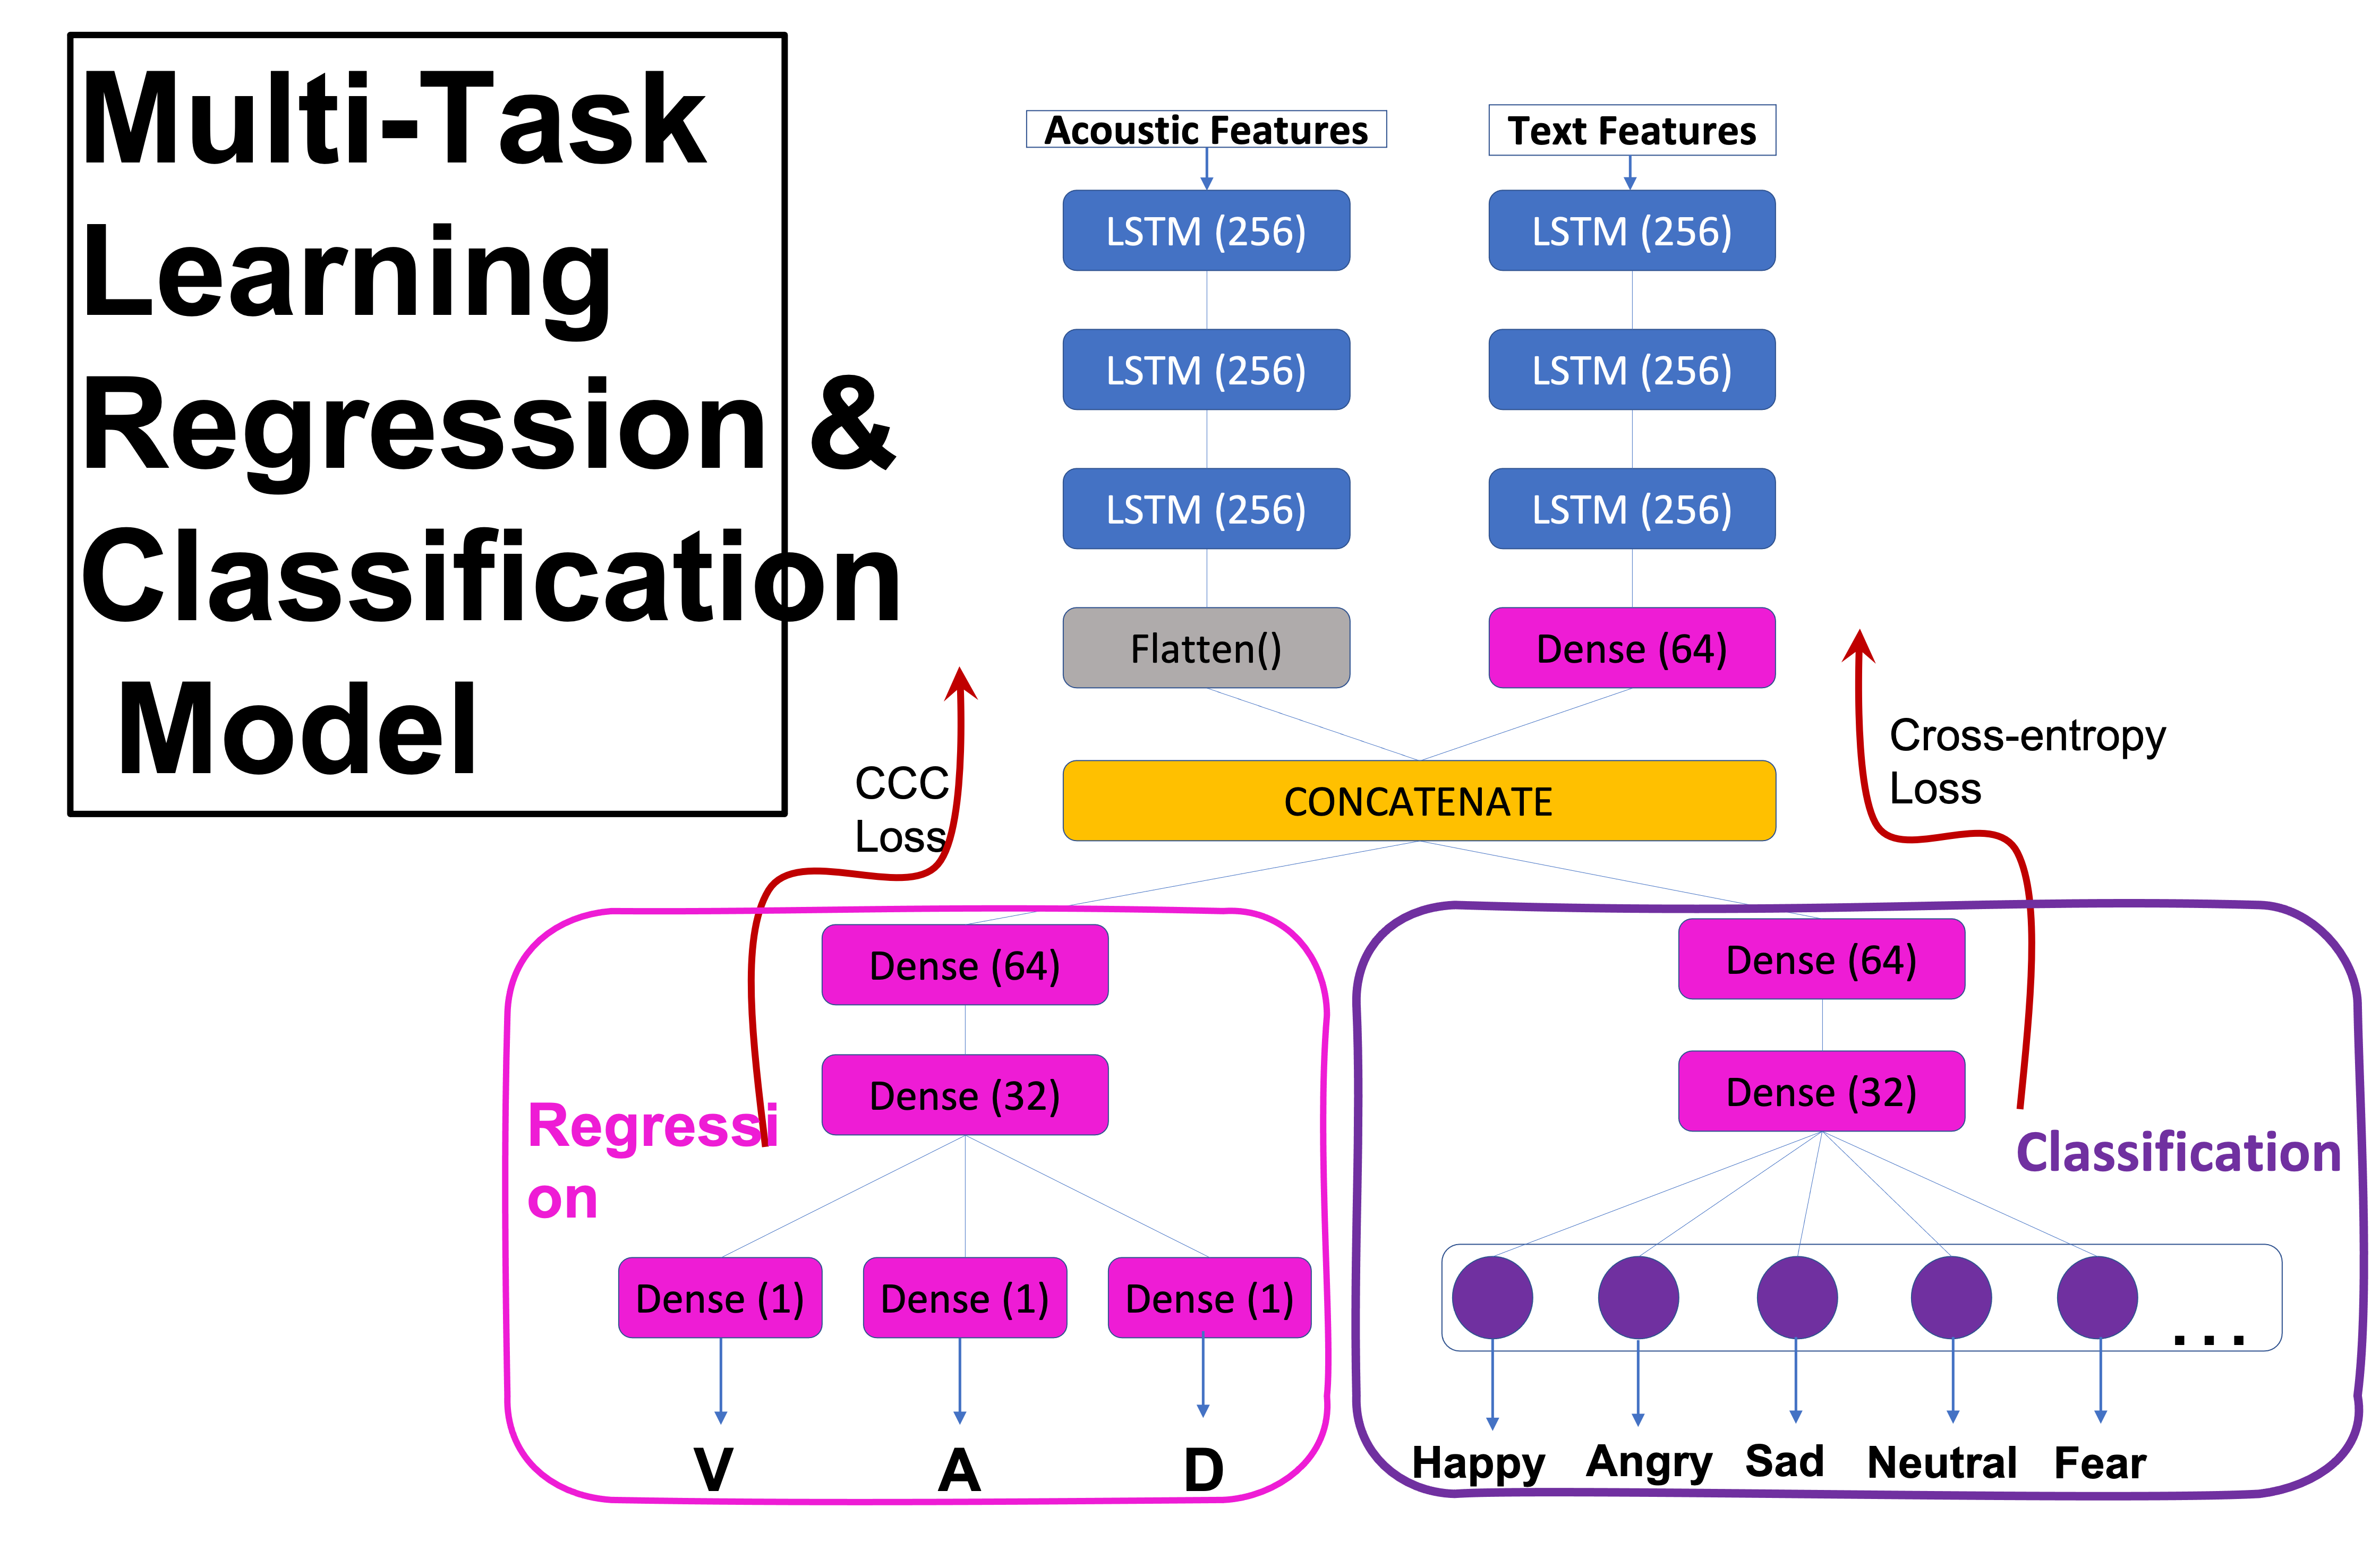 Multi-Task
Learning
Regression &
Classification
Model
Acoustic Features
Text Features
LSTM (256)
LSTM (256)
LSTM (256)
LSTM (256)
LSTM (256)
LSTM (256)
Flatten()
Dense (64)
CCC
Loss
Cross-entropy
Loss
CONCATENATE
Dense (64)
Dense (32)
Regressi
on
Dense (1)
Dense (1)
Dense (1)
V
A
D
Dense (64)
Dense (32)
Classification
...
Happy
Angry
Sad
Neutral
Fear